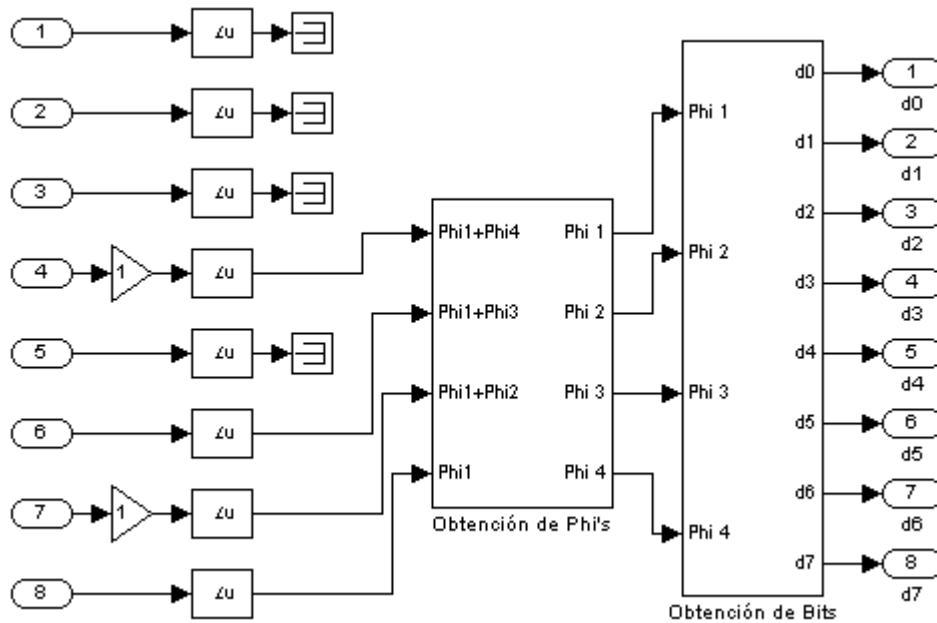 1 ∠u
2 ∠u
3 ∠u
4 1 ∠u
5 ∠u
6 ∠u
7 1 ∠u
8 ∠u
Phi1+Phi4 Phi 1
Phi1+Phi3 Phi 2
Phi1+Phi2 Phi 3
Phi1 Phi 4
Obtención de Phi's
Phi 1
Phi 2
Phi 3
Phi 4
d0
d1
d2
d3
d4
d5
d6
d7
Obtención de Bits
1
d0
2
d1
3
d2
4
d3
5
d4
6
d5
7
d6
8
d7